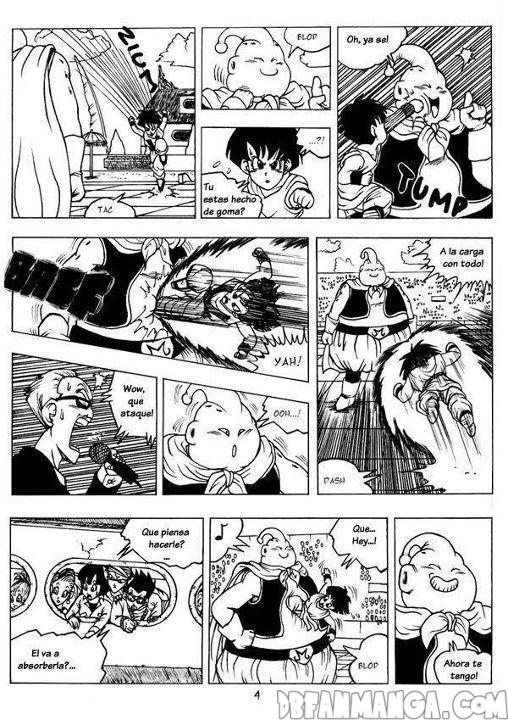 ZIUM
TAC
BLOP
...?!
Tu
estas hecho
de goma?
Oh, ya se!
TUMP
BAFF
YAH!
A la carga
con todo!
DASH
Wow,
que
ataque!
OOH...!
Que piensa
hacerle?
...
El va a
absorberla?...
Que...
Hey...!
BLOP
Ahora te
tengo!
4
DBFANMANGA.COM